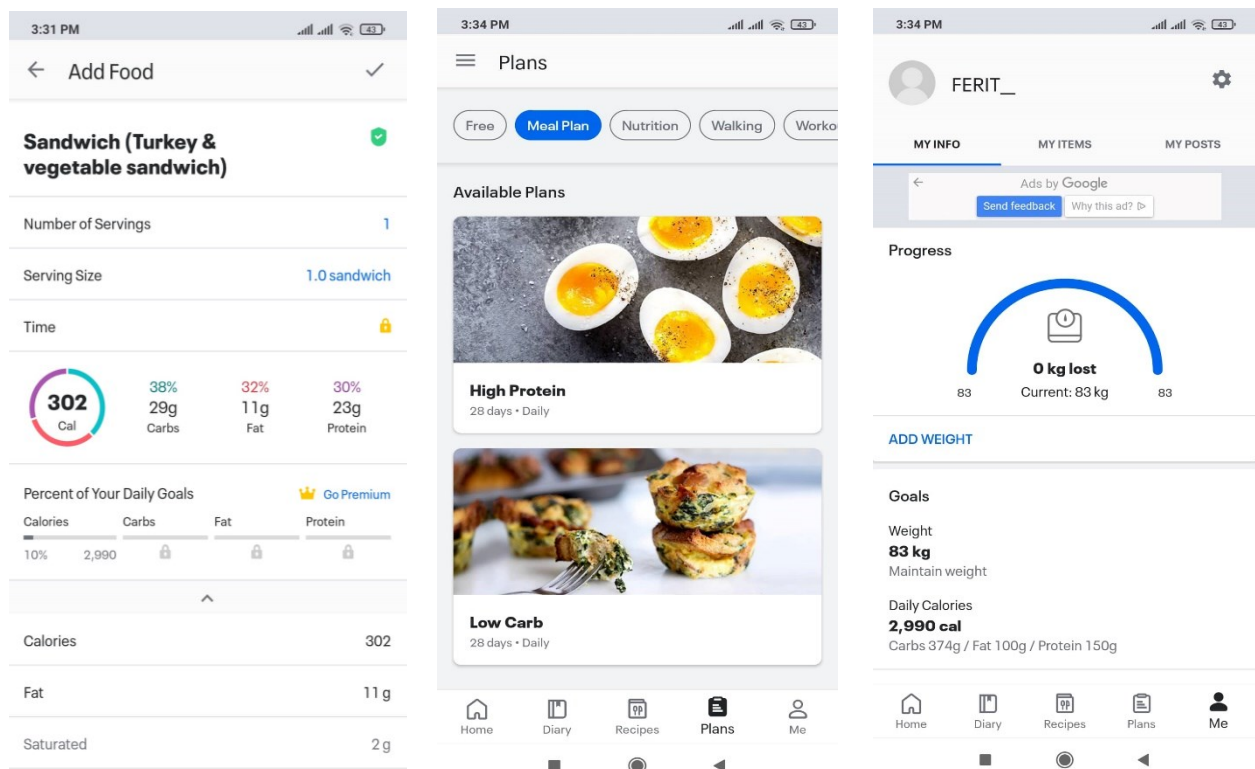 3:31 PM
43
Add Food
Sandwich (Turkey &
vegetable sandwich)
Number of Servings 1
Serving Size 1.0 sandwich
Time
302
Cal
38% 32% 30%
29g 11g 23g
Carbs Fat Protein
Percent of Your Daily Goals Go Premium
Calories Carbs Fat Protein
10% 2,990
Calories 302
Fat 11 g
Saturated 2 g
3:34 PM
43
Plans
Free Meal Plan Nutrition Walking Worko
Available Plans
High Protein
28 days • Daily
Low Carb
28 days • Daily
Home Diary Recipes Plans Me
3:34 PM
43
FERIT__
MY INFO MY ITEMS MY POSTS
Ads by Google
Send feedback Why this ad?
Progress
0 kg lost
83 Current: 83 kg 83
ADD WEIGHT
Goals
Weight
83 kg
Maintain weight
Daily Calories
2,990 cal
Carbs 374g / Fat 100g / Protein 150g
Home Diary Recipes Plans Me